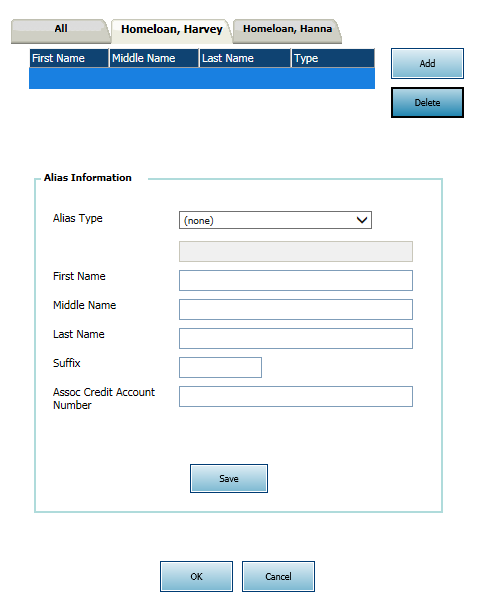 All Homeloan, Harvey Homeloan, Hanna
First Name Middle Name Last Name Type
Add
Delete
Alias Information
Alias Type (none)
First Name
Middle Name
Last Name
Suffix
Assoc Credit Account
Number
Save
OK Cancel